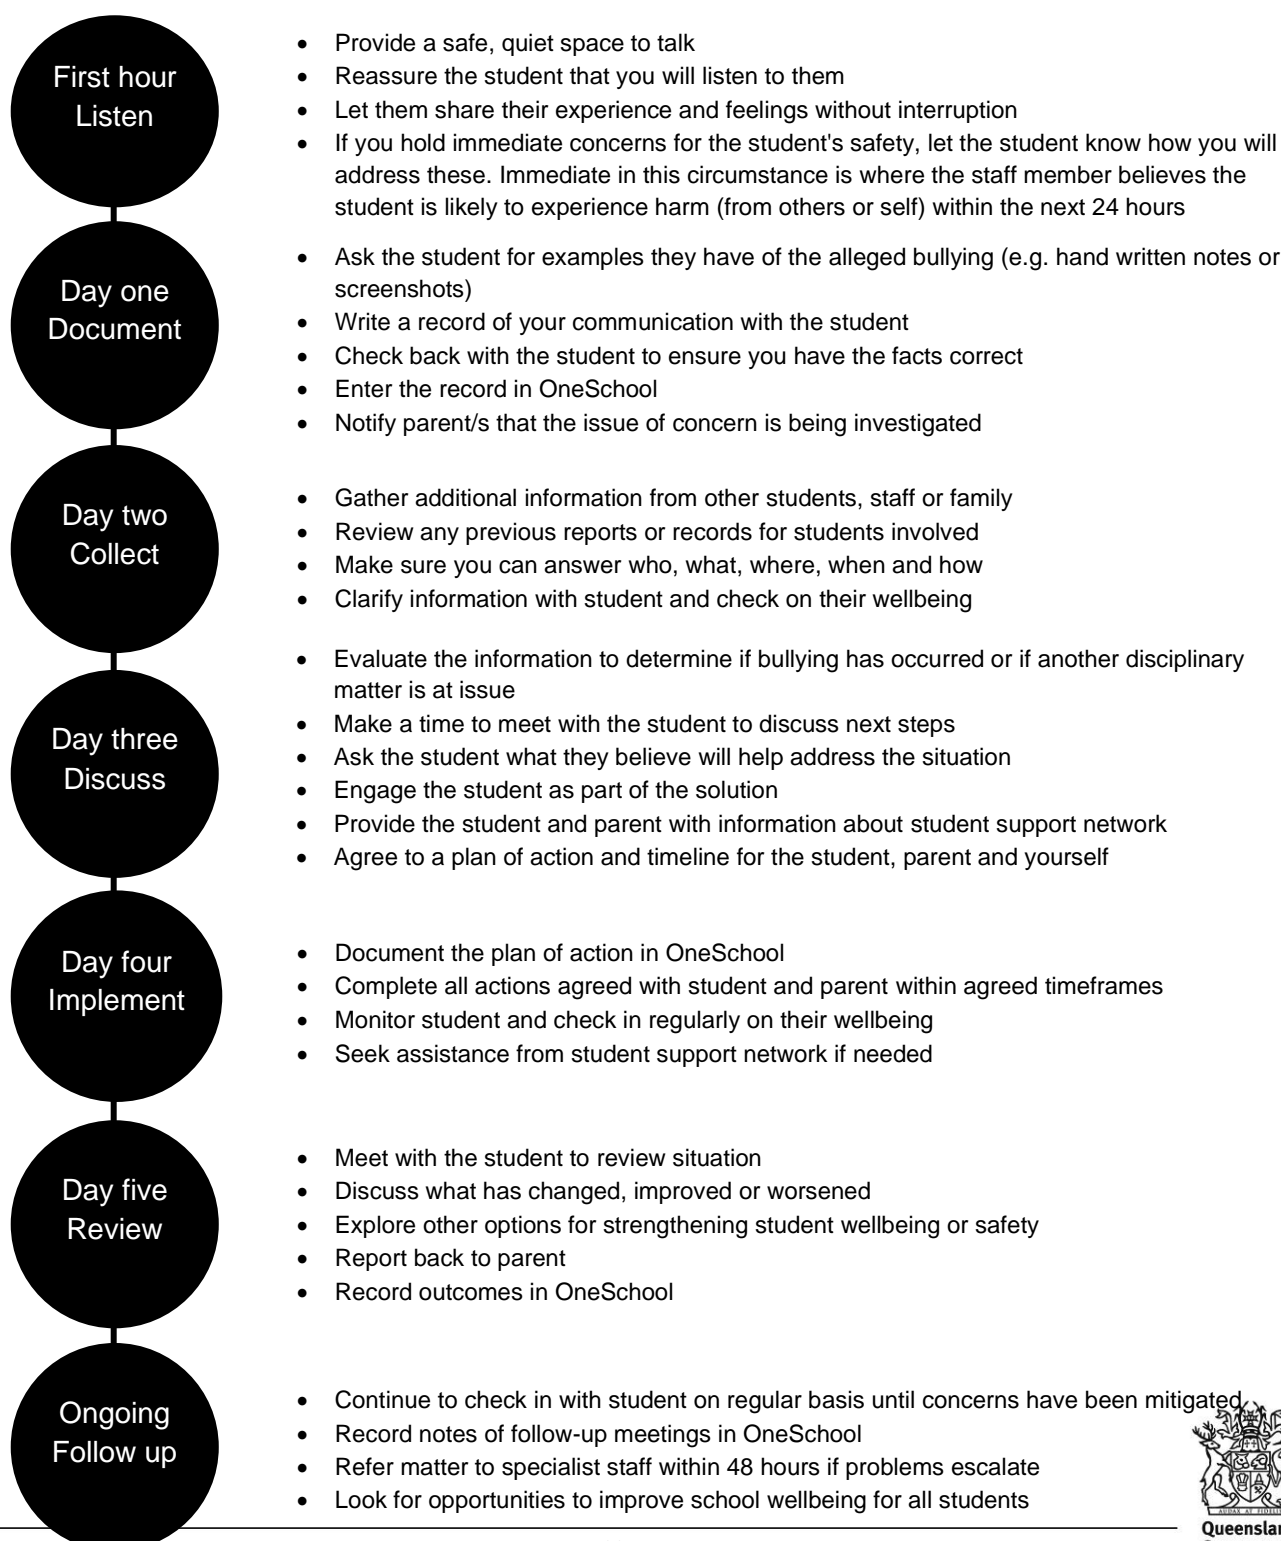 First hour
Listen
• Provide a safe, quiet space to talk
• Reassure the student that you will listen to them
• Let them share their experience and feelings without interruption
• If you hold immediate concerns for the student's safety, let the student know how you will
address these. Immediate in this circumstance is where the staff member believes the
student is likely to experience harm (from others or self) within the next 24 hours
Day one
Document
• Ask the student for examples they have of the alleged bullying (e.g. hand written notes or
screenshots)
• Write a record of your communication with the student
• Check back with the student to ensure you have the facts correct
• Enter the record in OneSchool
• Notify parent/s that the issue of concern is being investigated
Day two
Collect
• Gather additional information from other students, staff or family
• Review any previous reports or records for students involved
• Make sure you can answer who, what, where, when and how
• Clarify information with student and check on their wellbeing
Day three
Discuss
• Evaluate the information to determine if bullying has occurred or if another disciplinary
matter is at issue
• Make a time to meet with the student to discuss next steps
• Ask the student what they believe will help address the situation
• Engage the student as part of the solution
• Provide the student and parent with information about student support network
• Agree to a plan of action and timeline for the student, parent and yourself
Day four
Implement
• Document the plan of action in OneSchool
• Complete all actions agreed with student and parent within agreed timeframes
• Monitor student and check in regularly on their wellbeing
• Seek assistance from student support network if needed
Day five
Review
• Meet with the student to review situation
• Discuss what has changed, improved or worsened
• Explore other options for strengthening student wellbeing or safety
• Report back to parent
• Record outcomes in OneSchool
Ongoing
Follow up
• Continue to check in with student on regular basis until concerns have been mitigated
• Record notes of follow-up meetings in OneSchool
• Refer matter to specialist staff within 48 hours if problems escalate
• Look for opportunities to improve school wellbeing for all students